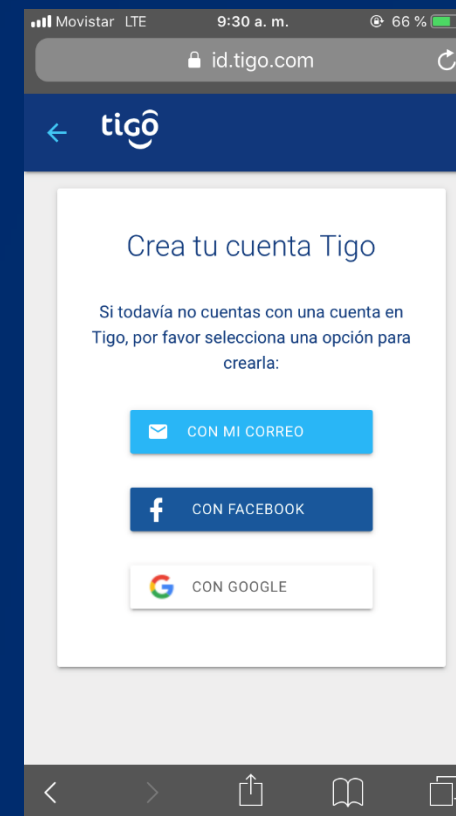 Movistar LTE 9:30 a. m. 66 %
id.tigo.com
tigo
Crea tu cuenta Tigo
Si todavía no cuentas con una cuenta en
Tigo, por favor selecciona una opción para
crearla:
CON MI CORREO
f CON FACEBOOK
G CON GOOGLE